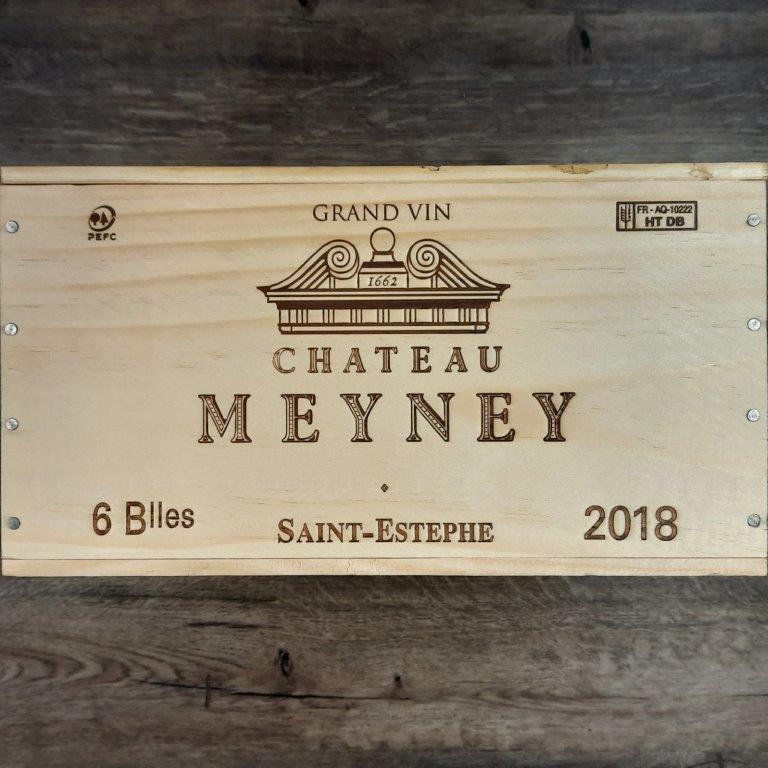 GRAND VIN
PEFC
FR - AQ-10222
HT DB
1662
CHATEAU
MEYNEY
6 Blles
SAINT-ESTEPHE
2018